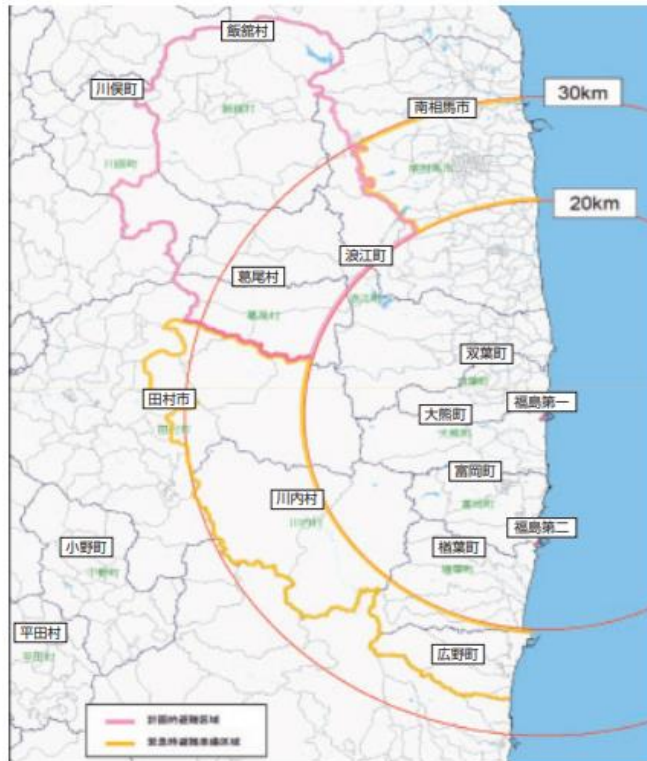 飯舘村
川俣町
南相馬市
30km
20km
浪江町
葛尾村
双葉町
田村市
大熊町
福島第一
富岡町
川内村
福島第二
小野町
楢葉町
平田村
広野町
計画的避難区域
緊急時避難準備区域